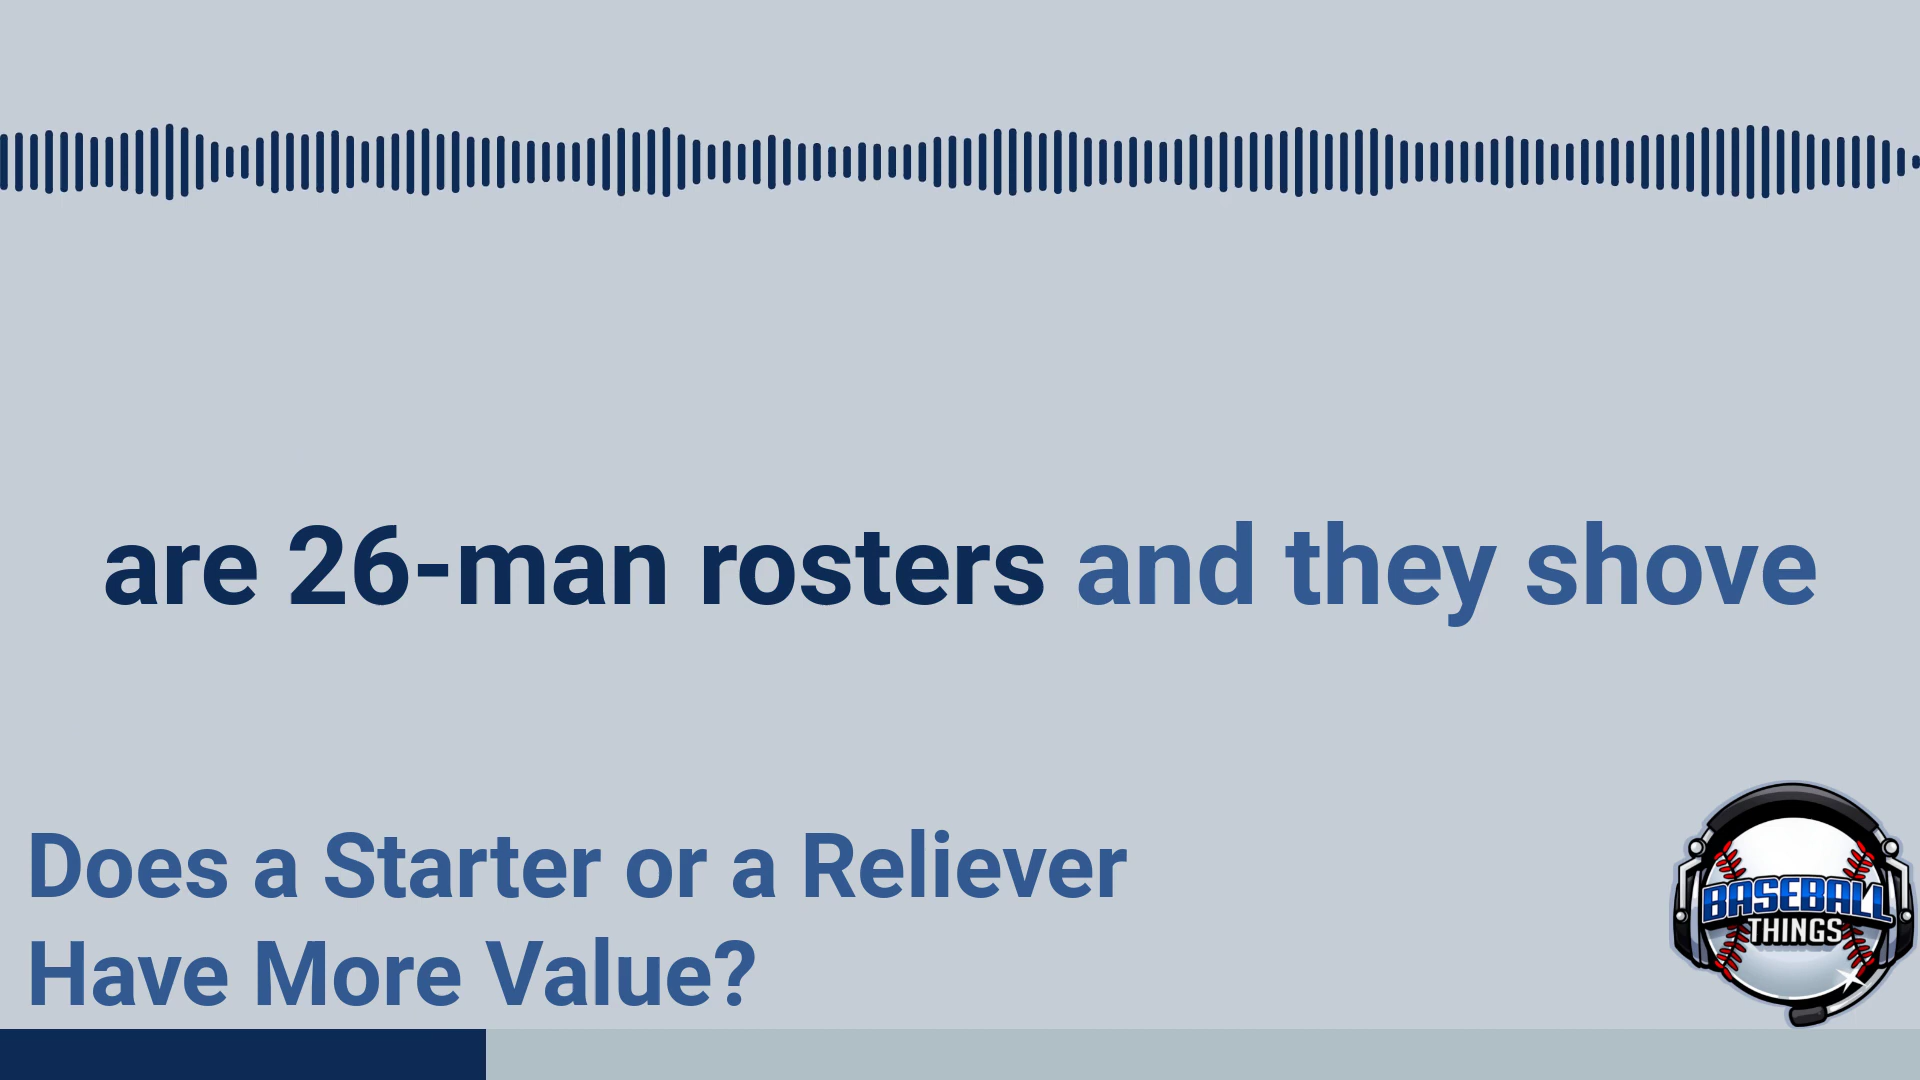 are 26-man rosters and they shove
Does a Starter or a Reliever
Have More Value?
BASEBALL
THINGS